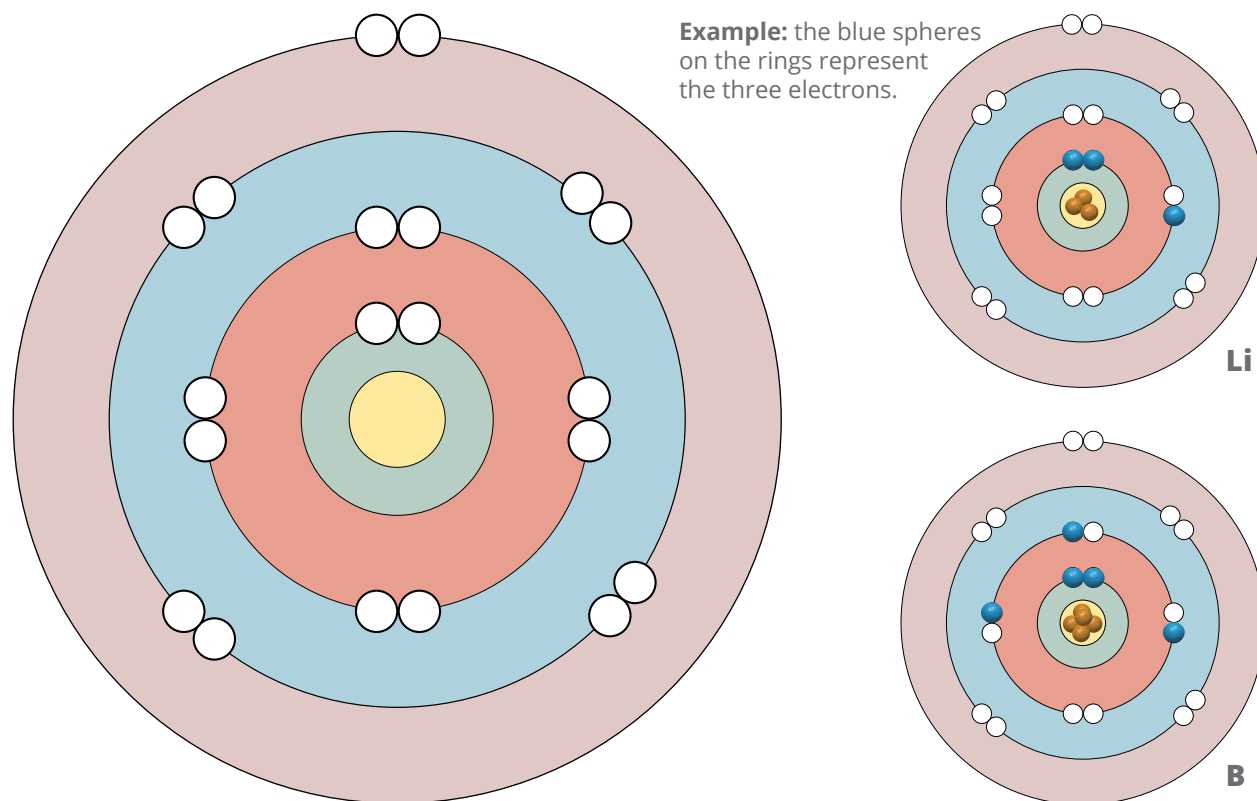 Example: the blue spheres
on the rings represent
the three electrons.
Li
B